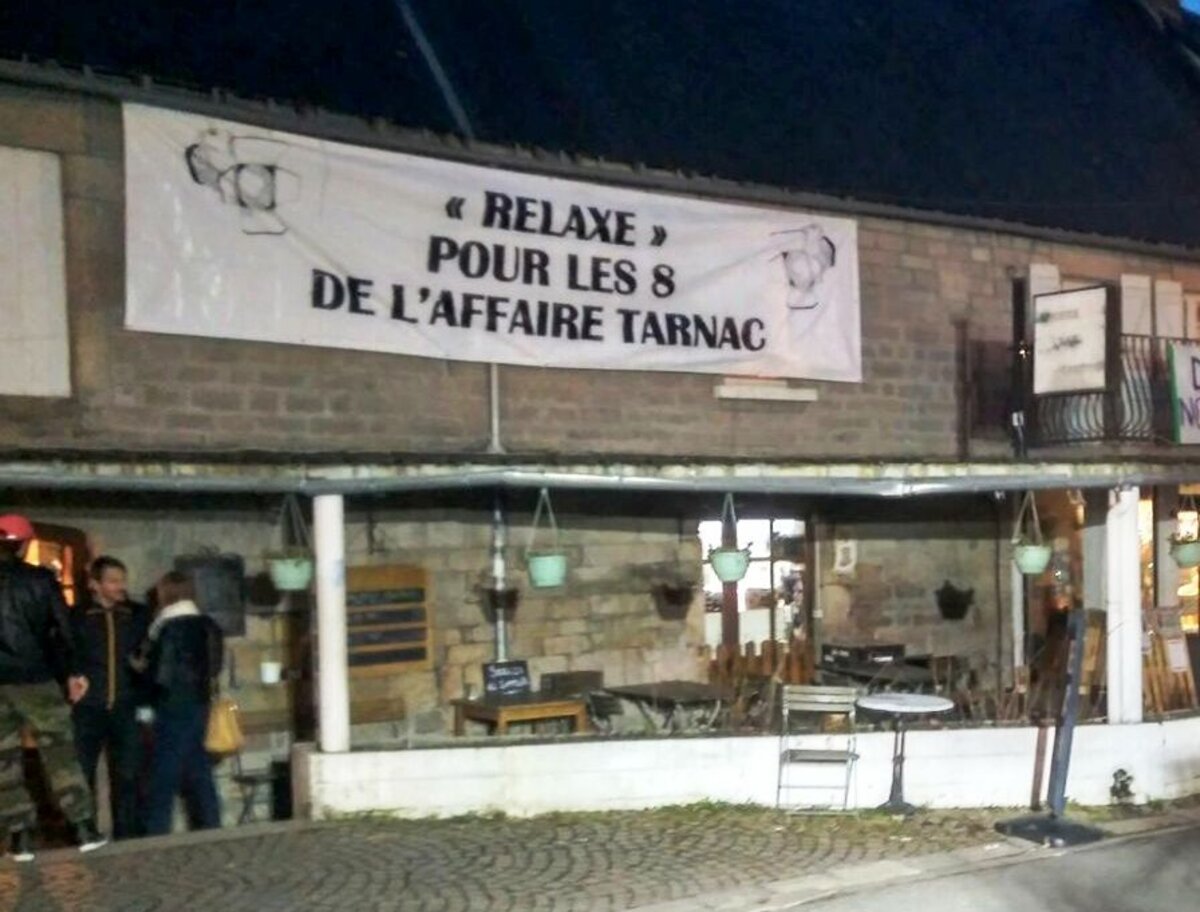 « RELAXE »
POUR LES 8
DE L'AFFAIRE TARNAC